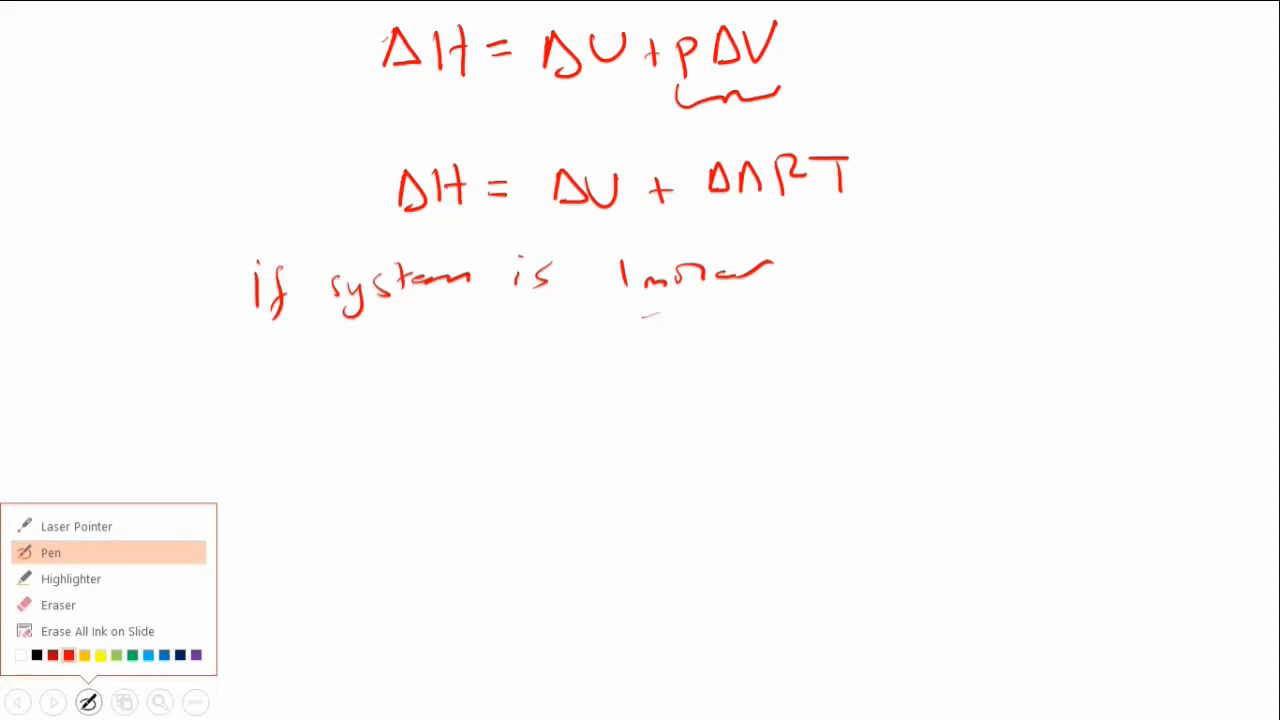 ΔH = ΔU + pΔV
ΔH = ΔU + ΔnRT
if system is 1 molar
Laser Pointer
Pen
Highlighter
Eraser
Erase All Ink on Slide